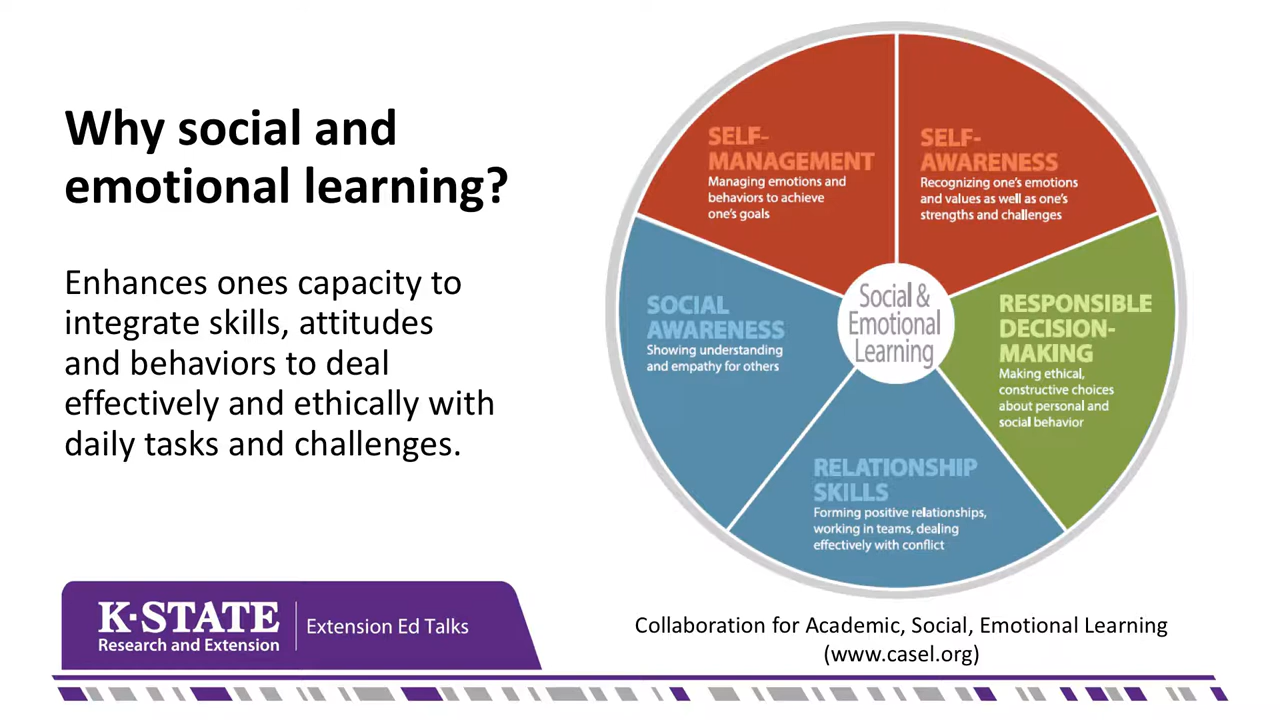 Why social and
emotional learning?
Enhances ones capacity to
integrate skills, attitudes
and behaviors to deal
effectively and ethically with
daily tasks and challenges.
SELF-
MANAGEMENT
Managing emotions and
behaviors to achieve
one's goals
SELF-
AWARENESS
Recognizing one's emotions
and values as well as one's
strengths and challenges
SOCIAL
AWARENESS
Showing understanding
and empathy for others
Social &
Emotional
Learning
RESPONSIBLE
DECISION-
MAKING
Making ethical,
constructive choices
about personal and
social behavior
RELATIONSHIP
SKILLS
Forming positive relationships,
working in teams, dealing
effectively with conflict
K·STATE
Research and Extension
Extension Ed Talks
Collaboration for Academic, Social, Emotional Learning
(www.casel.org)